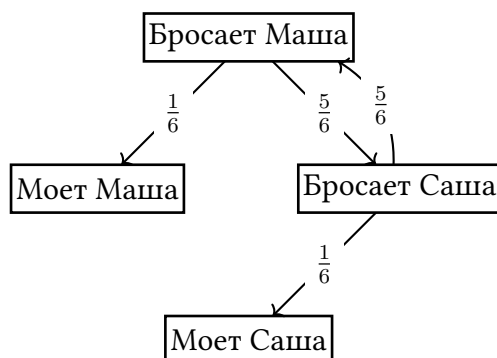 Бросает Маша
1/6
5/6
5/6
Моет Маша
Бросает Саша
1/6
Моет Саша